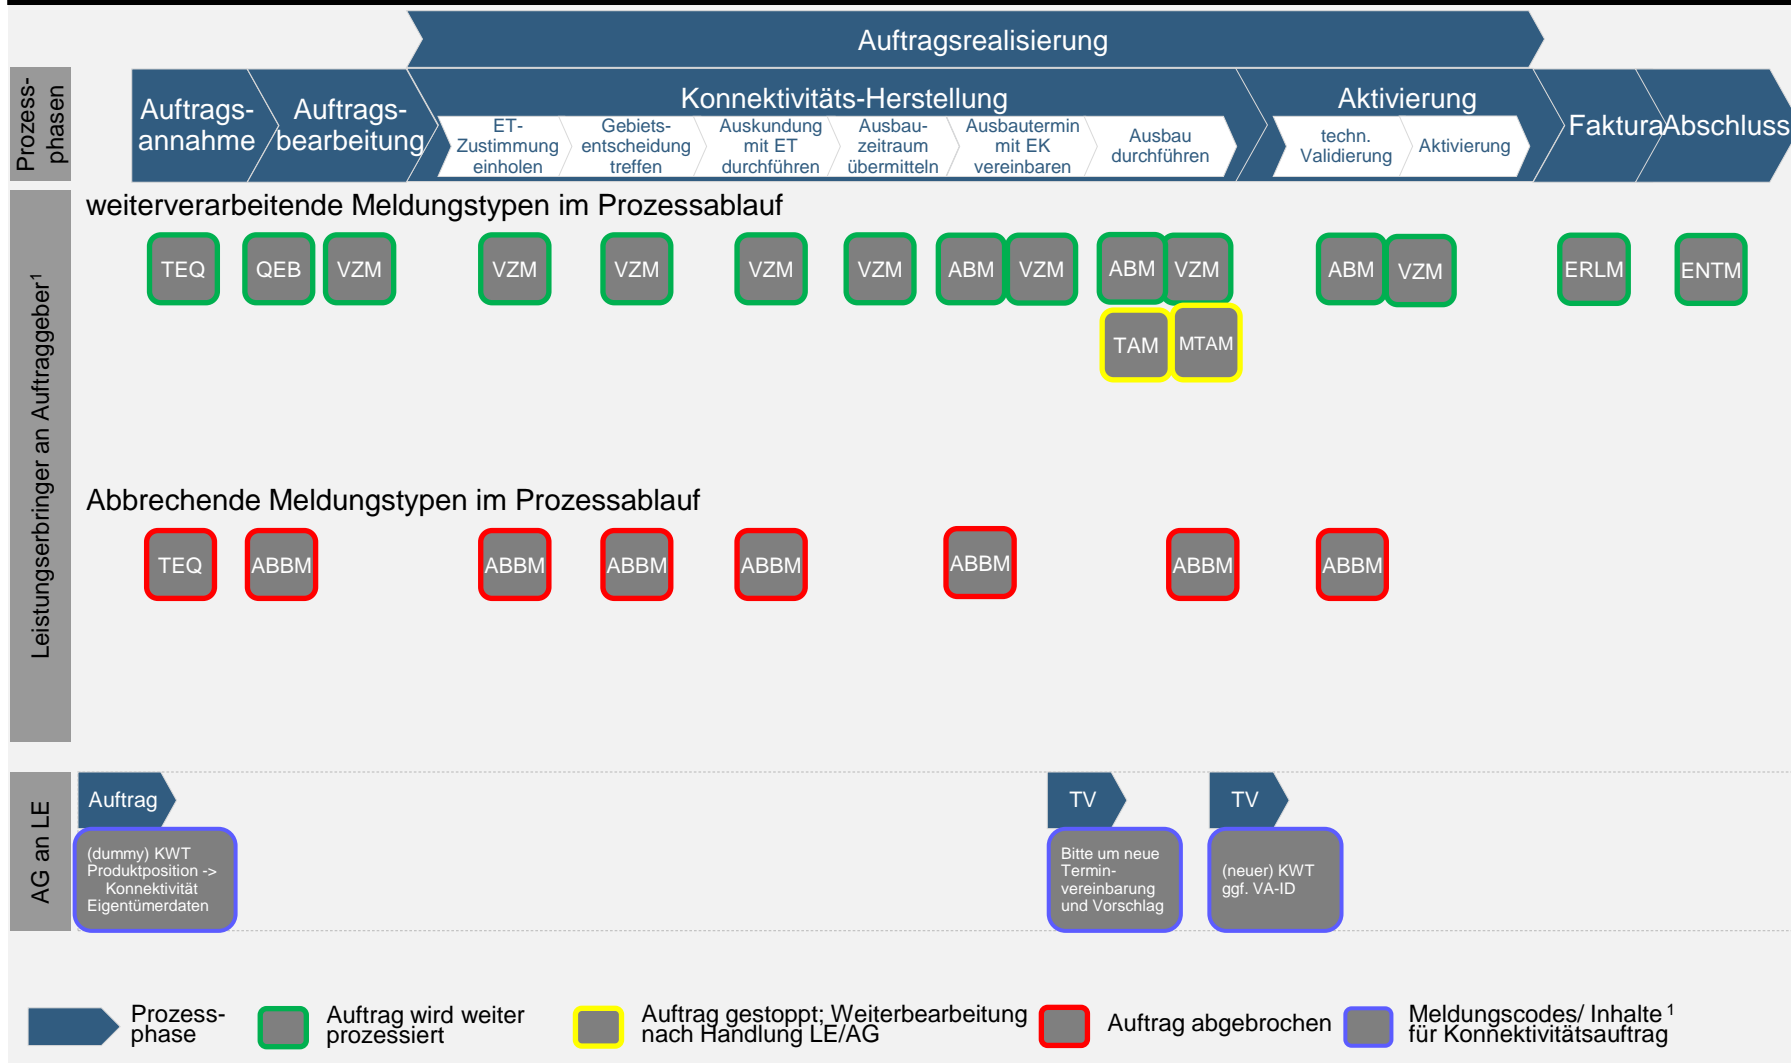 Auftragsrealisierung
Prozess-
phasen
Auftrags-
annahme
Auftrags-
bearbeitung
Konnektivitäts-Herstellung
ET-
Zustimmung
einholen
Gebiets-
entscheidung
treffen
Auskundung
mit ET
durchführen
Ausbau-
zeitraum
übermitteln
Ausbautermin
mit EK
vereinbaren
Ausbau
durchführen
Aktivierung
techn.
Validierung
Aktivierung
Faktura
Abschluss
Leistungserbringer an Auftraggeber¹
weiterverarbeitende Meldungstypen im Prozessablauf
TEQ QEB VZM VZM VZM VZM VZM ABM VZM ABM VZM ABM VZM ERLM ENTM
TAM MTAM
Abbrechende Meldungstypen im Prozessablauf
TEQ ABBM ABBM ABBM ABBM ABBM ABBM ABBM
AG an LE
Auftrag
(dummy) KWT
Produktposition ->
Konnektivität
Eigentümerdaten
TV
Bitte um neue
Termin-
vereinbarung
und Vorschlag
TV
(neuer) KWT
ggf. VA-ID
Prozess-
phase
Auftrag wird weiter
prozessiert
Auftrag gestoppt; Weiterbearbeitung
nach Handlung LE/AG
Auftrag abgebrochen
Meldungscodes/ Inhalte ¹
für Konnektivitätsauftrag